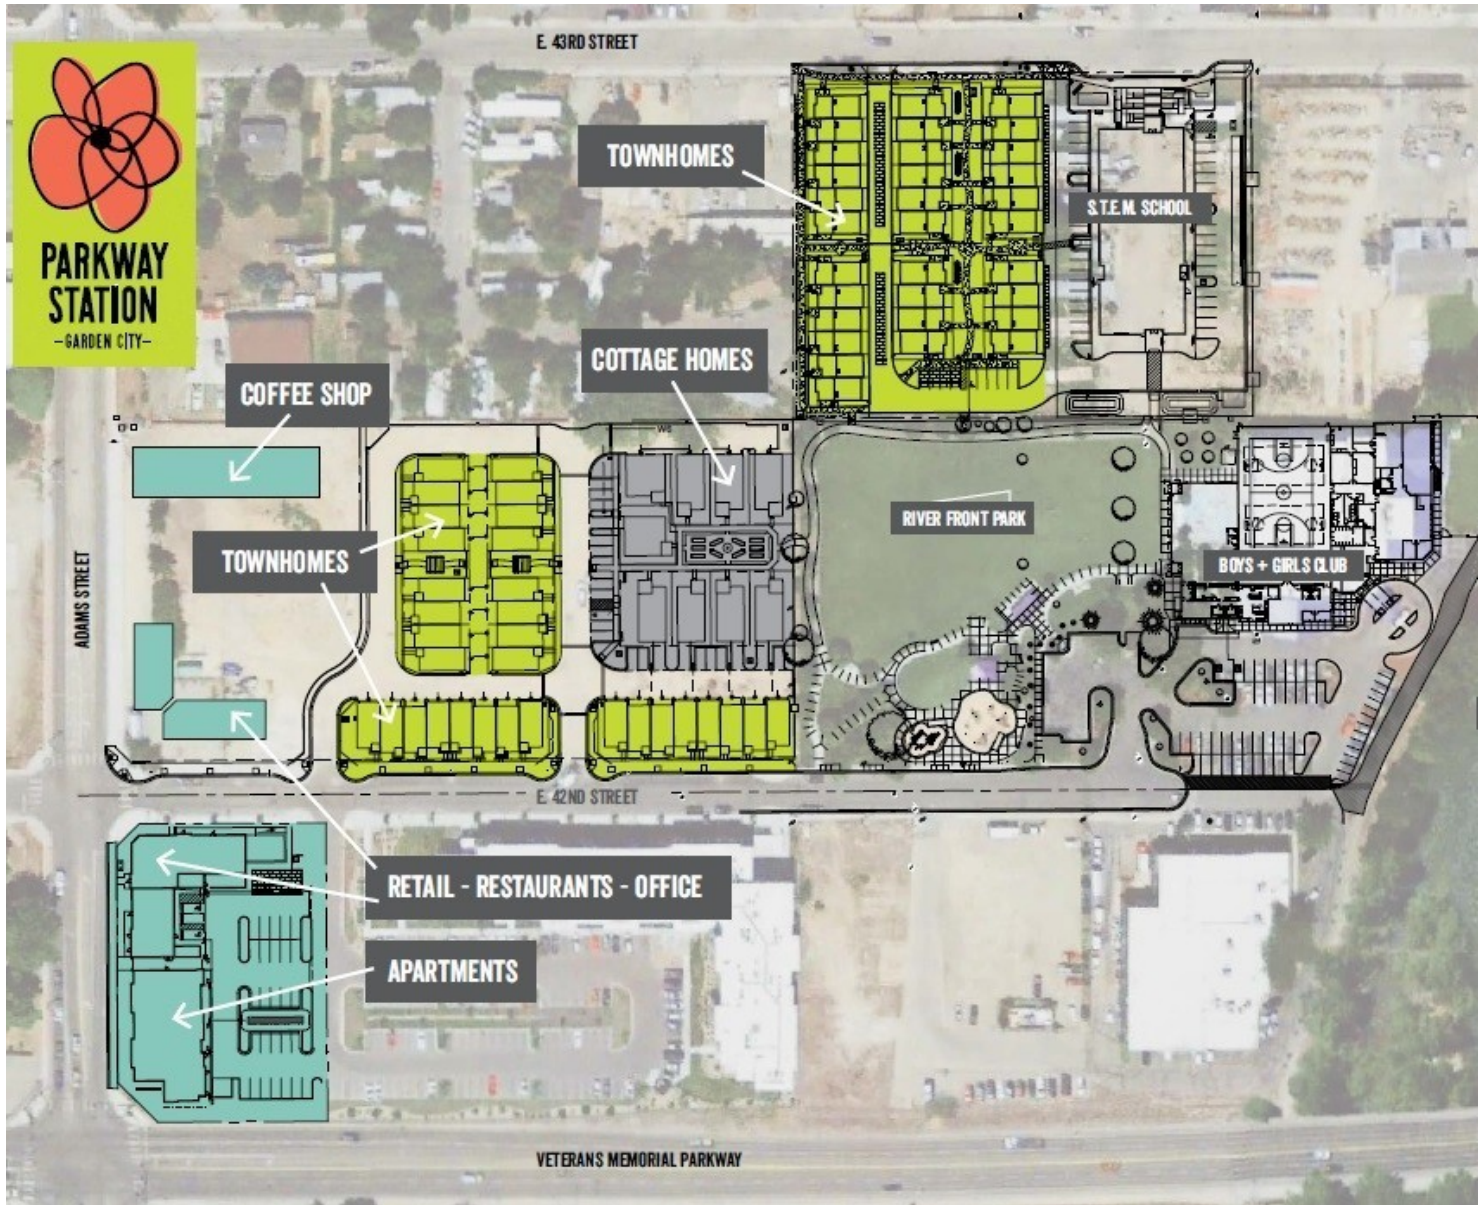 E. 43RD STREET
PARKWAY
STATION
-GARDEN CITY-
TOWNHOMES
S.T.E.M. SCHOOL
COTTAGE HOMES
COFFEE SHOP
RIVER FRONT PARK
BOYS + GIRLS CLUB
TOWNHOMES
ADAMS STREET
E. 42ND STREET
RETAIL - RESTAURANTS - OFFICE
APARTMENTS
VETERANS MEMORIAL PARKWAY